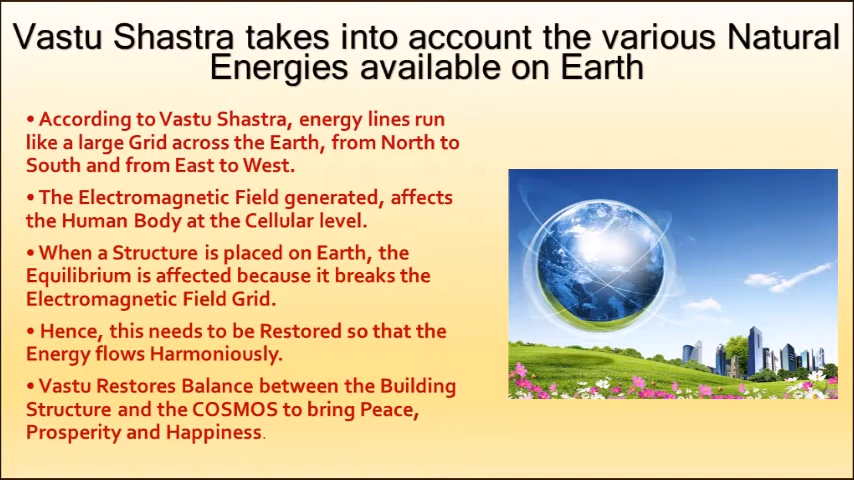 Vastu Shastra takes into account the various Natural
Energies available on Earth
• According to Vastu Shastra, energy lines run
like a large Grid across the Earth, from North to
South and from East to West.
• The Electromagnetic Field generated, affects
the Human Body at the Cellular level.
• When a Structure is placed on Earth, the
Equilibrium is affected because it breaks the
Electromagnetic Field Grid.
• Hence, this needs to be Restored so that the
Energy flows Harmoniously.
• Vastu Restores Balance between the Building
Structure and the COSMOS to bring Peace,
Prosperity and Happiness.